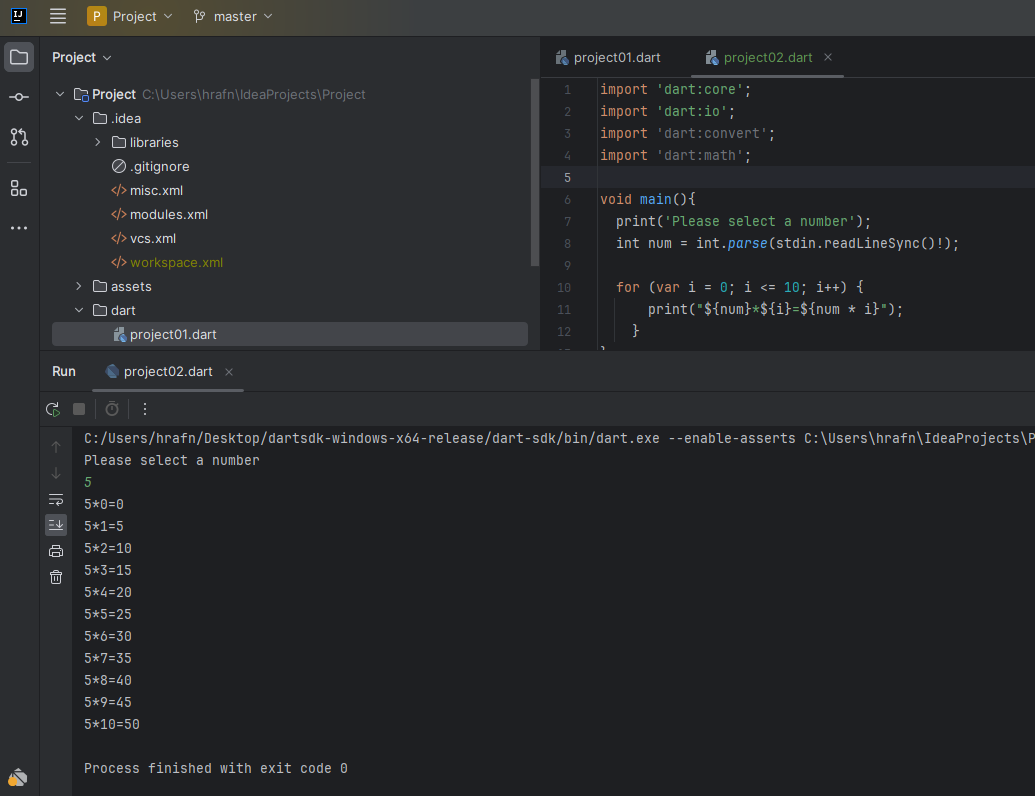 IJ
P Project master
Project
Project C:\Users\hrafn\IdeaProjects\Project
.idea
libraries
.gitignore
misc.xml
modules.xml
vcs.xml
workspace.xml
assets
dart
project01.dart
project01.dart project02.dart
1 import 'dart:core';
2 import 'dart:io';
3 import 'dart:convert';
4 import 'dart:math';
5
6 void main(){
7 print('Please select a number');
8 int num = int.parse(stdin.readLineSync()!);
9
10 for (var i = 0; i <= 10; i++) {
11 print("${num}*${i}=${num * i}");
12 }
Run project02.dart
C:/Users/hrafn/Desktop/dartsdk-windows-x64-release/dart-sdk/bin/dart.exe --enable-asserts C:\Users\hrafn\IdeaProjects\P
Please select a number
5
5*0=0
5*1=5
5*2=10
5*3=15
5*4=20
5*5=25
5*6=30
5*7=35
5*8=40
5*9=45
5*10=50
Process finished with exit code 0